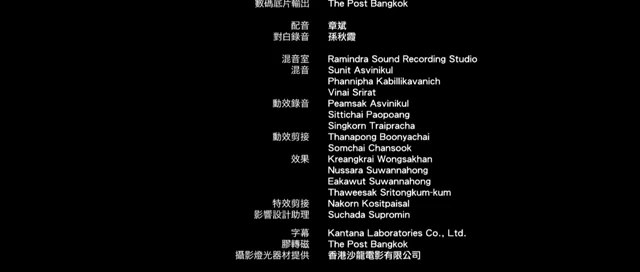 數碼底片輸出 The Post Bangkok
配音 章斌
對白錄音 孫秋霞
混音室 Ramindra Sound Recording Studio
混音 Sunit Asvinikul
Phannipha Kabillikavanich
Vinai Srirat
動效錄音 Peamsak Asvinikul
Sittichai Paopoang
Singkorn Traipracha
動效剪接 Thanapong Boonyachai
Somchai Chansook
效果 Kreangkrai Wongsakhan
Nussara Suwannahong
Eakawut Suwannahong
Thaweesak Sritongkum-kum
特效剪接 Nakorn Kositpaisal
影響設計助理 Suchada Supromin
字幕 Kantana Laboratories Co., Ltd.
膠轉磁 The Post Bangkok
攝影燈光器材提供 香港沙龍電影有限公司